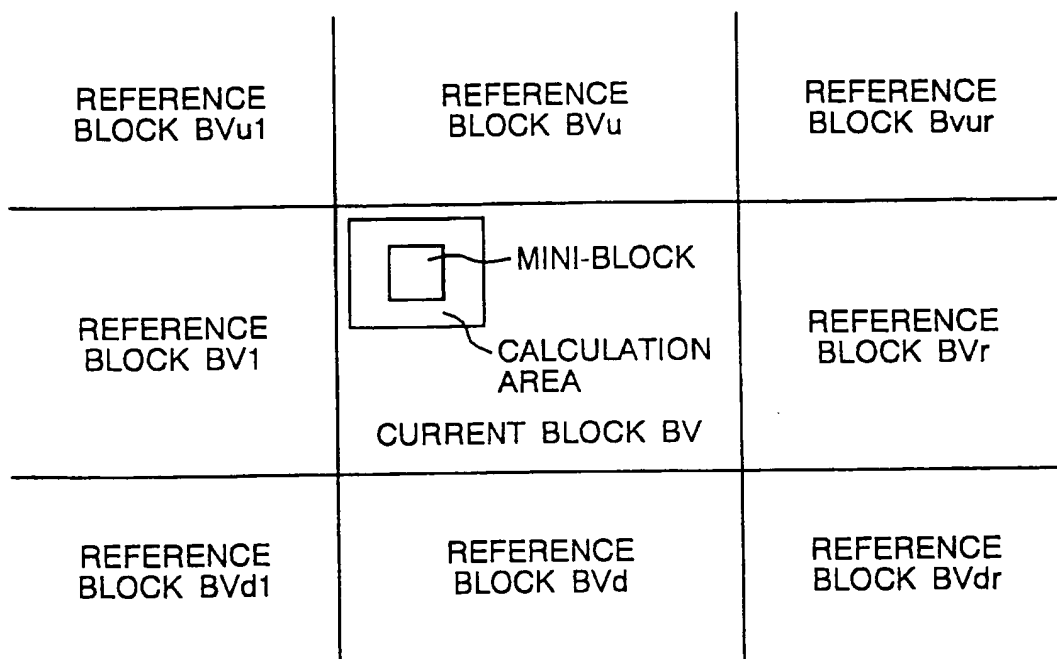 REFERENCE
BLOCK BVu1
REFERENCE
BLOCK BVu
REFERENCE
BLOCK Bvur
REFERENCE
BLOCK BV1
MINI-BLOCK
CALCULATION
AREA
CURRENT BLOCK BV
REFERENCE
BLOCK BVr
REFERENCE
BLOCK BVd1
REFERENCE
BLOCK BVd
REFERENCE
BLOCK BVdr